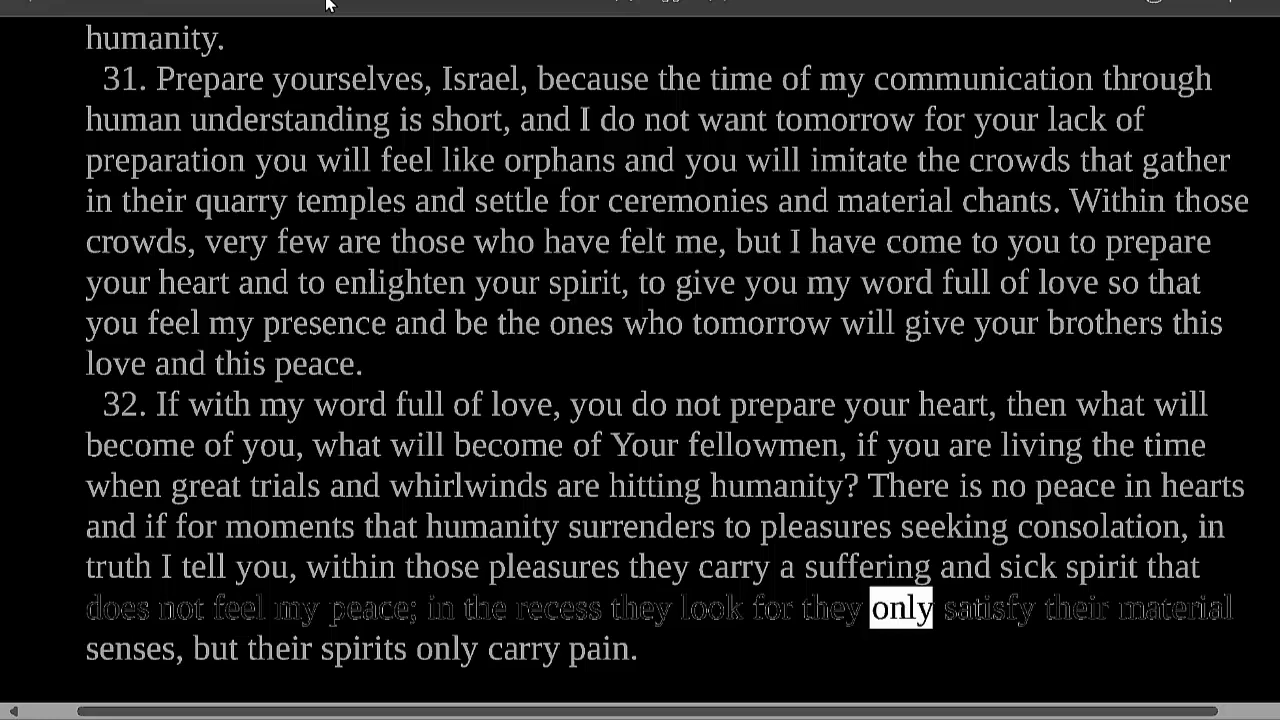 humanity.
31. Prepare yourselves, Israel, because the time of my communication through
human understanding is short, and I do not want tomorrow for your lack of
preparation you will feel like orphans and you will imitate the crowds that gather
in their quarry temples and settle for ceremonies and material chants. Within those
crowds, very few are those who have felt me, but I have come to you to prepare
your heart and to enlighten your spirit, to give you my word full of love so that
you feel my presence and be the ones who tomorrow will give your brothers this
love and this peace.
32. If with my word full of love, you do not prepare your heart, then what will
become of you, what will become of Your fellowmen, if you are living the time
when great trials and whirlwinds are hitting humanity? There is no peace in hearts
and if for moments that humanity surrenders to pleasures seeking consolation, in
truth I tell you, within those pleasures they carry a suffering and sick spirit that
does not feel my peace; in the recess they look for they only satisfy their material
senses, but their spirits only carry pain.